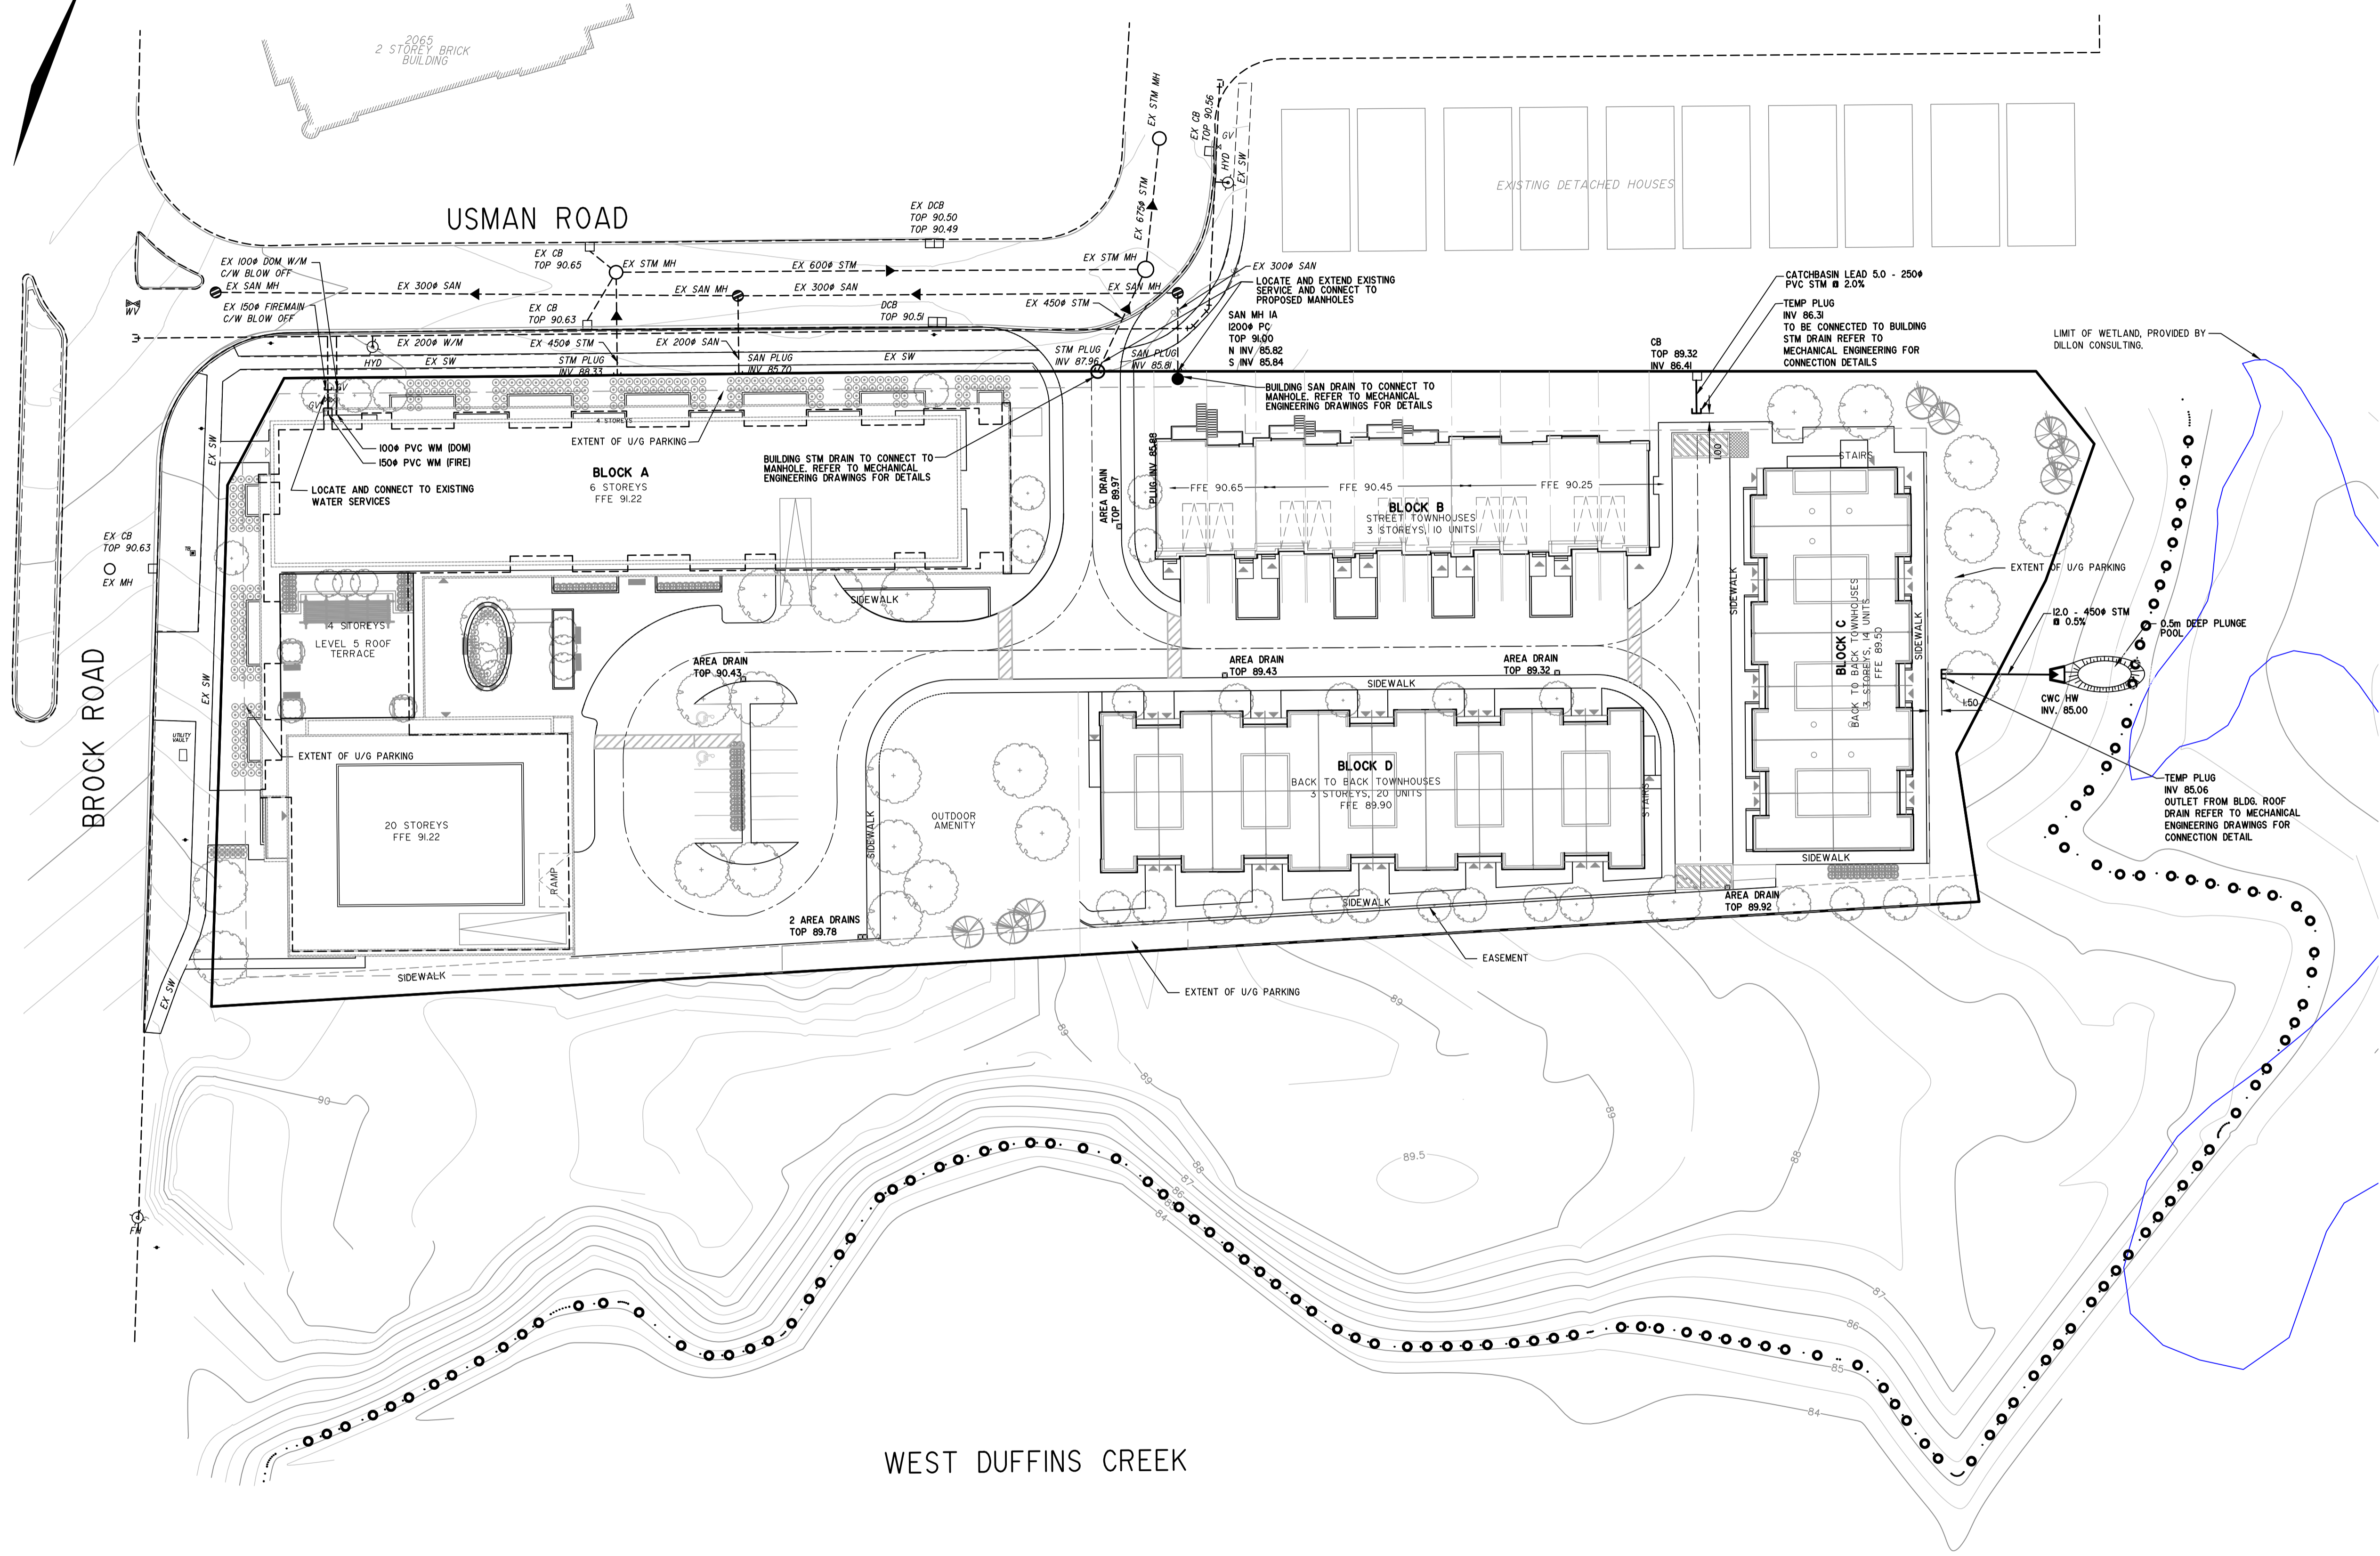 2065
2 STOREY BRICK
BUILDING
USMAN ROAD
EX STM MH
EX CB
TOP 90.56
GV
HYD
EX SW
EX 675ø STM
EXISTING DETACHED HOUSES
EX DCB
TOP 90.50
TOP 90.49
EX CB
TOP 90.65
EX STM MH
EX 600ø STM
EX STM MH
EX 100ø DOM W/M
C/W BLOW OFF
EX SAN MH
EX 300ø SAN
EX SAN MH
EX 300ø SAN
EX SAN MH
EX 150ø FIREMAIN
C/W BLOW OFF
WV
EX CB
TOP 90.63
DCB
TOP 90.51
EX 450ø STM
EX 300ø SAN
LOCATE AND EXTEND EXISTING
SERVICE AND CONNECT TO
PROPOSED MANHOLES
SAN MH 1A
1200ø PC
TOP 91.00
N INV 85.82
S INV 85.84
HYD
EX 200ø W/M
EX SW
EX 450ø STM
EX 200ø SAN
EX SW
STM PLUG
INV 88.33
SAN PLUG
INV 85.70
STM PLUG
INV 87.96
SAN PLUG
INV 85.81
CATCHBASIN LEAD 5.0 - 250ø
PVC STM @ 2.0%
TEMP PLUG
INV 86.31
TO BE CONNECTED TO BUILDING
STM DRAIN REFER TO
MECHANICAL ENGINEERING FOR
CONNECTION DETAILS
CB
TOP 89.32
INV 86.41
LIMIT OF WETLAND, PROVIDED BY
DILLON CONSULTING.
BUILDING SAN DRAIN TO CONNECT TO
MANHOLE. REFER TO MECHANICAL
ENGINEERING DRAWINGS FOR DETAILS
GV
GV
4 STOREYS
EXTENT OF U/G PARKING
100ø PVC WM (DOM)
150ø PVC WM (FIRE)
LOCATE AND CONNECT TO EXISTING
WATER SERVICES
BLOCK A
6 STOREYS
FFE 91.22
BUILDING STM DRAIN TO CONNECT TO
MANHOLE. REFER TO MECHANICAL
ENGINEERING DRAWINGS FOR DETAILS
AREA DRAIN
TOP 89.97
PLUG INV 85.88
FFE 90.65
FFE 90.45
FFE 90.25
BLOCK B
STREET TOWNHOUSES
3 STOREYS, 10 UNITS
1.00
STAIRS
EX SW
EX CB
TOP 90.63
EX MH
SIDEWALK
SIDEWALK
SIDEWALK
EXTENT OF U/G PARKING
BLOCK C
BACK TO BACK TOWNHOUSES
3 STOREYS, 14 UNITS
FFE 89.50
12.0 - 450ø STM
@ 0.5%
0.5m DEEP PLUNGE
POOL
CWC HW
INV. 85.00
1.50
14 STOREYS
LEVEL 5 ROOF
TERRACE
AREA DRAIN
TOP 90.43
AREA DRAIN
TOP 89.43
AREA DRAIN
TOP 89.32
SIDEWALK
BROCK ROAD
EX SW
UTILITY
VAULT
EXTENT OF U/G PARKING
20 STOREYS
FFE 91.22
RAMP
SIDEWALK
OUTDOOR
AMENITY
BLOCK D
BACK TO BACK TOWNHOUSES
3 STOREYS, 20 UNITS
FFE 89.90
STAIRS
TEMP PLUG
INV 85.06
OUTLET FROM BLDG. ROOF
DRAIN REFER TO MECHANICAL
ENGINEERING DRAWINGS FOR
CONNECTION DETAIL
SIDEWALK
2 AREA DRAINS
TOP 89.78
SIDEWALK
AREA DRAIN
TOP 89.92
EASEMENT
EXTENT OF U/G PARKING
SIDEWALK
EX SW
89
89
89
90
89
89.5
88
88
87
86
85
84
87
86
85
84
FH
WEST DUFFINS CREEK